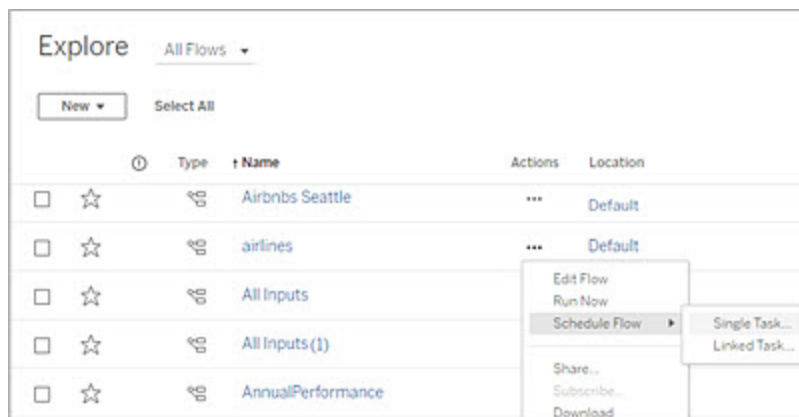 Explore All Flows
New Select All
Type ↑ Name Actions Location
Airbnbs Seattle ... Default
airlines ... Default
Edit Flow
All Inputs
Run Now
Schedule Flow Single Task...
All Inputs (1) Linked Task...
Share...
AnnualPerformance Subscribe...
Download